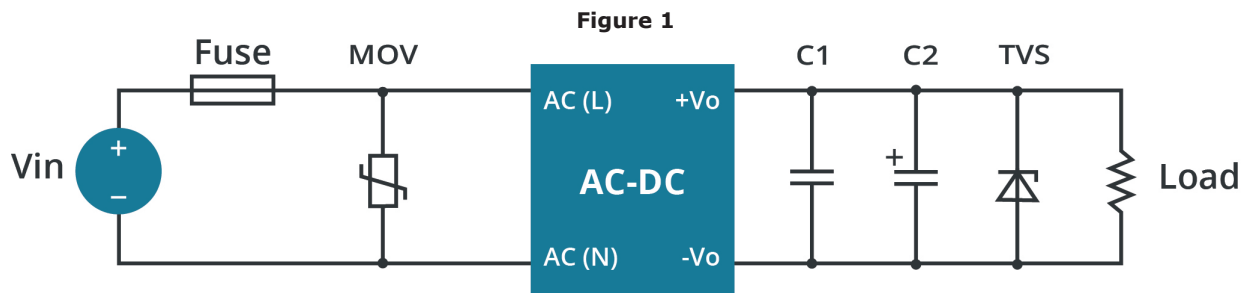 Figure 1
Fuse
MOV
C1
C2
TVS
AC (L)
+Vo
+
Vin
–
AC-DC
+
Load
AC (N)
-Vo